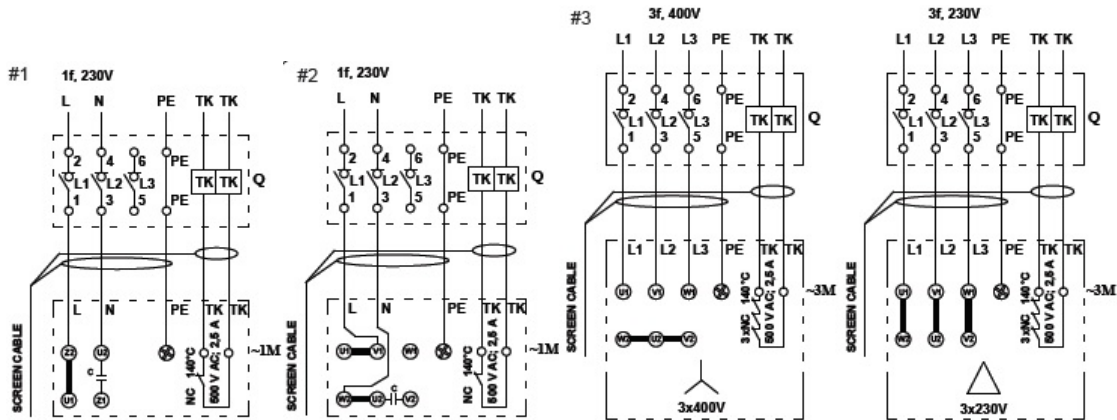 #1
1f, 230V
L N PE TK TK
2 4 6 PE
L1 L2 L3 TK TK Q
1 3 5 PE
SCREEN CABLE
L N PE TK TK
Z2 U2
C
U1 Z1
NC 140°C
500 V AC; 2,5 A
~1M
#2
1f, 230V
L N PE TK TK
2 4 6 PE
L1 L2 L3 TK TK Q
1 3 5 PE
SCREEN CABLE
L N PE TK TK
U1 V1 W1
W2 U2 C V2
NC 140°C
500 V AC; 2,5 A
~1M
#3
3f, 400V
L1 L2 L3 PE TK TK
2 4 6 PE
L1 L2 L3 TK TK Q
1 3 5 PE
SCREEN CABLE
L1 L2 L3 PE TK TK
U1 V1 W1
W2 U2 V2
3xNC 140°C
500 V AC; 2,5 A
~3M
3x400V
3f, 230V
L1 L2 L3 PE TK TK
2 4 6 PE
L1 L2 L3 TK TK Q
1 3 5 PE
SCREEN CABLE
L1 L2 L3 PE TK TK
U1 V1 W1
W2 U2 V2
3xNC 140°C
500 V AC; 2,5 A
~3M
3x230V